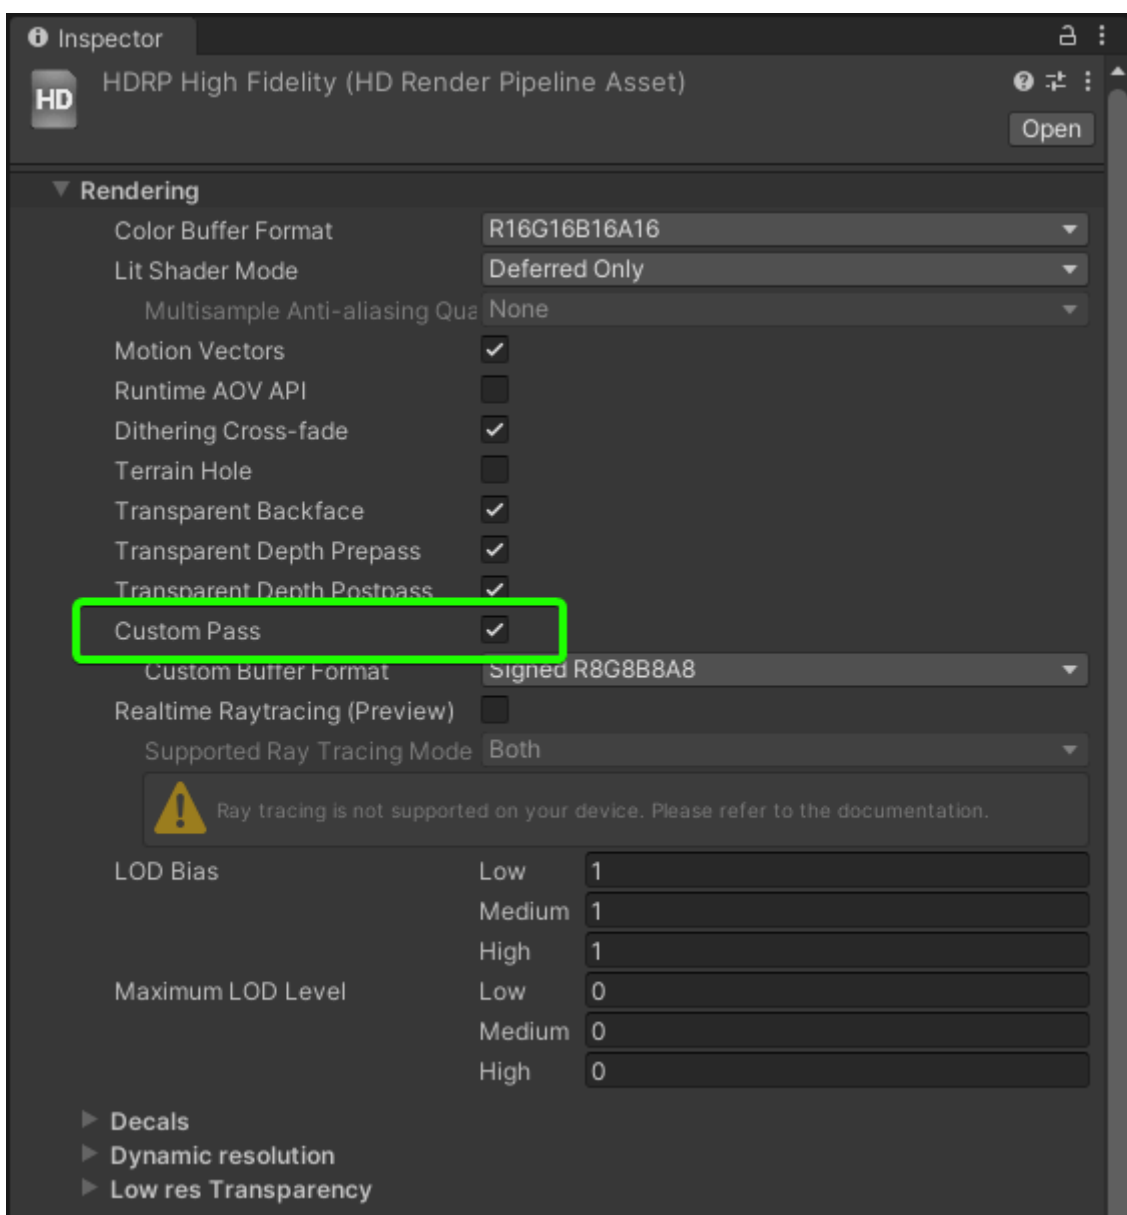 Inspector
HD
HDRP High Fidelity (HD Render Pipeline Asset)
Open
Rendering
Color Buffer Format R16G16B16A16
Lit Shader Mode Deferred Only
Multisample Anti-aliasing Qua None
Motion Vectors
Runtime AOV API
Dithering Cross-fade
Terrain Hole
Transparent Backface
Transparent Depth Prepass
Transparent Depth Postpass
Custom Pass
Custom Buffer Format Signed R8G8B8A8
Realtime Raytracing (Preview)
Supported Ray Tracing Mode Both
Ray tracing is not supported on your device. Please refer to the documentation.
LOD Bias Low 1
Medium 1
High 1
Maximum LOD Level Low 0
Medium 0
High 0
Decals
Dynamic resolution
Low res Transparency